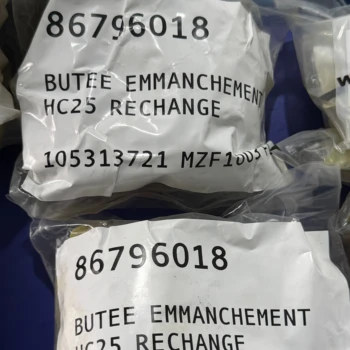 86796018
BUTEE EMMANCHEMENT
HC25 RECHANGE
105313721
86796018
BUTEE EMMANCHEMENT
HC25 RECHANGE